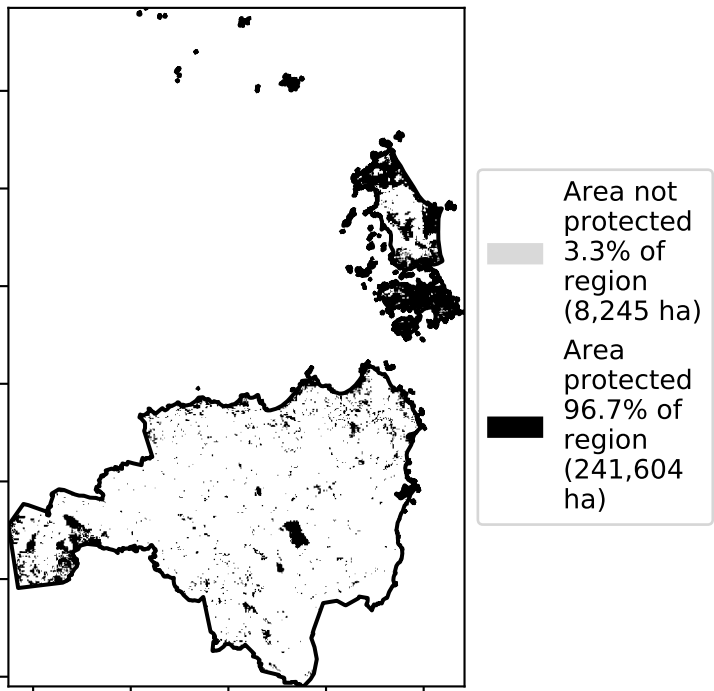 Area not
protected
3.3% of
region
(8,245 ha)
Area
protected
96.7% of
region
(241,604
ha)